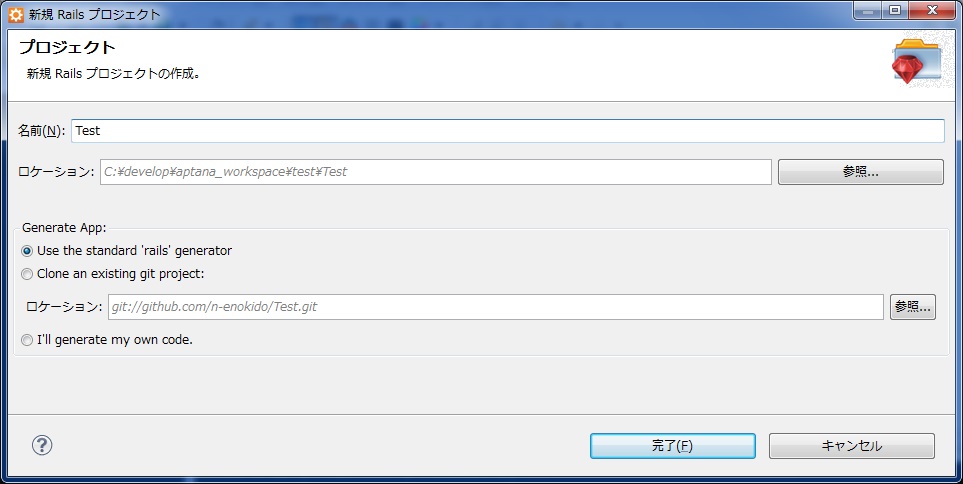 新規 Rails プロジェクト
プロジェクト
新規 Rails プロジェクトの作成。
名前(N): Test
ロケーション: C:¥develop¥aptana_workspace¥test¥Test 参照...
Generate App:
Use the standard 'rails' generator
Clone an existing git project:
ロケーション: git://github.com/n-enokido/Test.git 参照...
I'll generate my own code.
? 完了(F) キャンセル